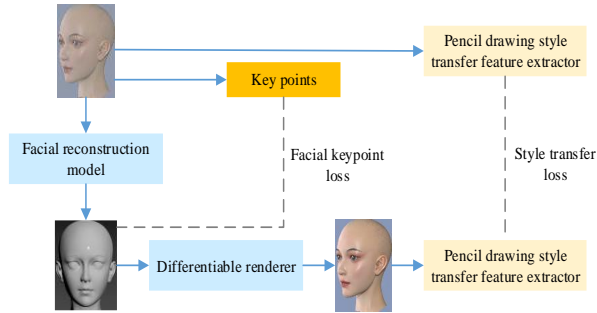 Pencil drawing style
transfer feature extractor
Key points
Facial reconstruction
model
Facial keypoint
loss
Style transfer
loss
Differentiable renderer
Pencil drawing style
transfer feature extractor